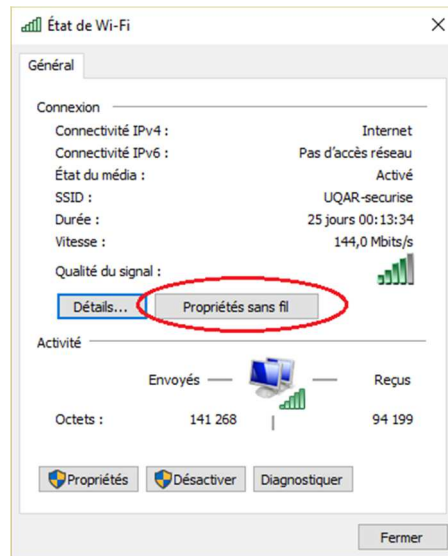 État de Wi-Fi
Général
Connexion
Connectivité IPv4 : Internet
Connectivité IPv6 : Pas d'accès réseau
État du média : Activé
SSID : UQAR-securise
Durée : 25 jours 00:13:34
Vitesse : 144,0 Mbits/s
Qualité du signal :
Détails... Propriétés sans fil
Activité
Envoyés Reçus
Octets : 141 268 94 199
Propriétés Désactiver Diagnostiquer
Fermer